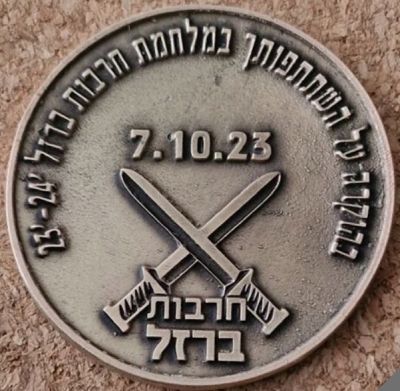 בהוקרה על השתתפותך במלחמת חרבות ברזל 23'-24'
7.10.23
חרבות
ברזל